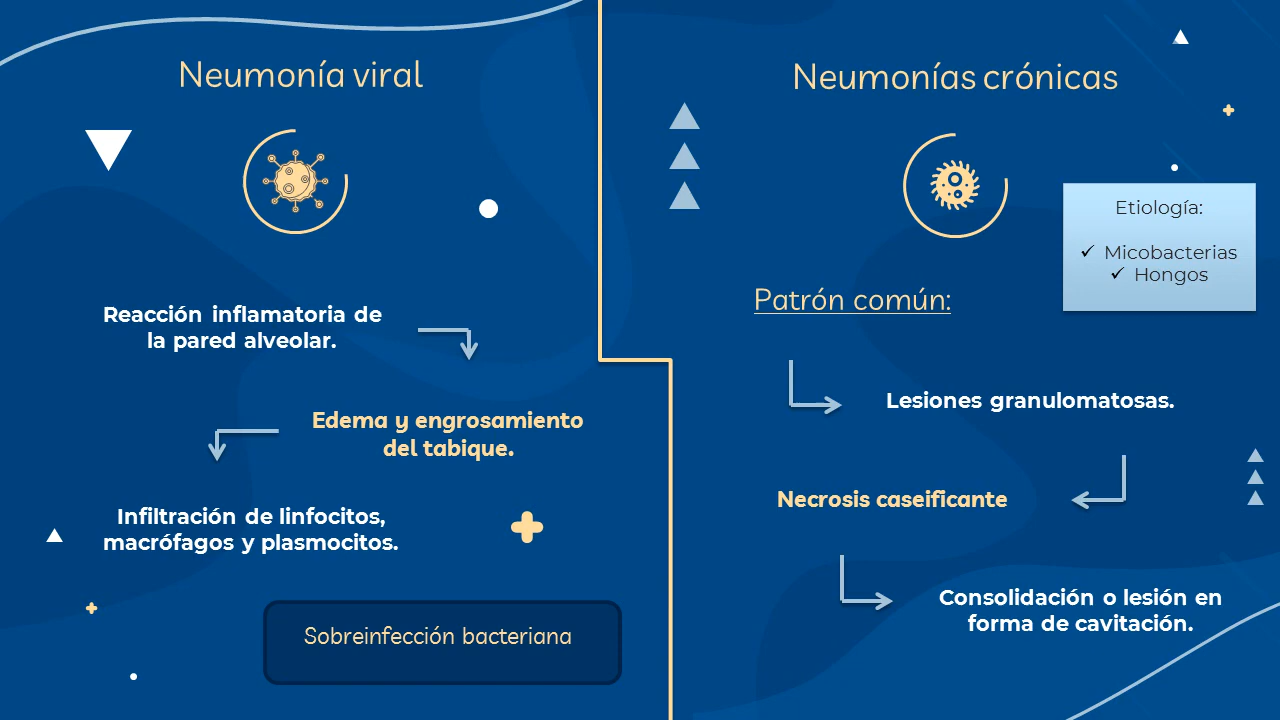 Neumonía viral
Reacción inflamatoria de
la pared alveolar.
Edema y engrosamiento
del tabique.
Infiltración de linfocitos,
macrófagos y plasmocitos.
Sobreinfección bacteriana
Neumonías crónicas
Etiología:
✓ Micobacterias
✓ Hongos
Patrón común:
Lesiones granulomatosas.
Necrosis caseificante
Consolidación o lesión en
forma de cavitación.